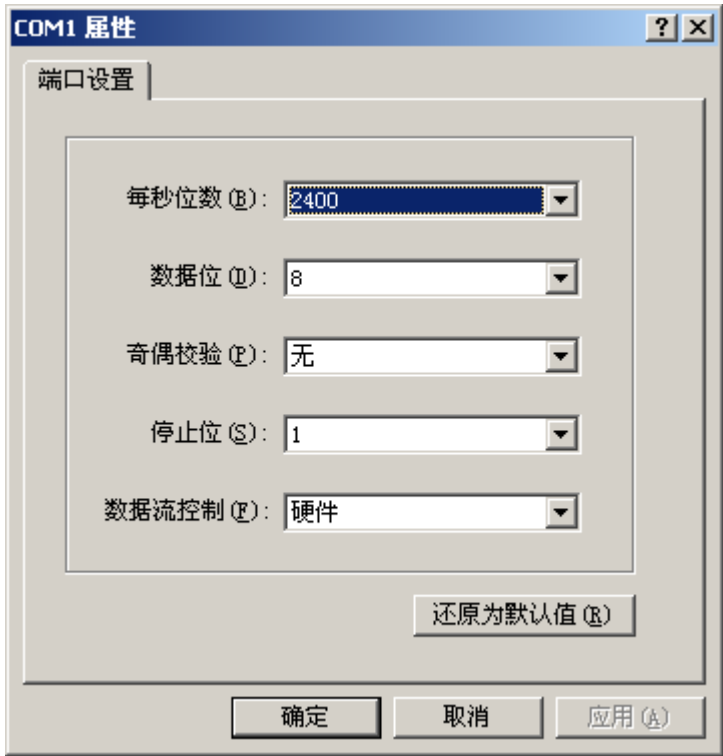 COM1 属性
端口设置
每秒位数(B): 2400
数据位(D): 8
奇偶校验(P): 无
停止位(S): 1
数据流控制(F): 硬件
还原为默认值(R)
确定 取消 应用(A)